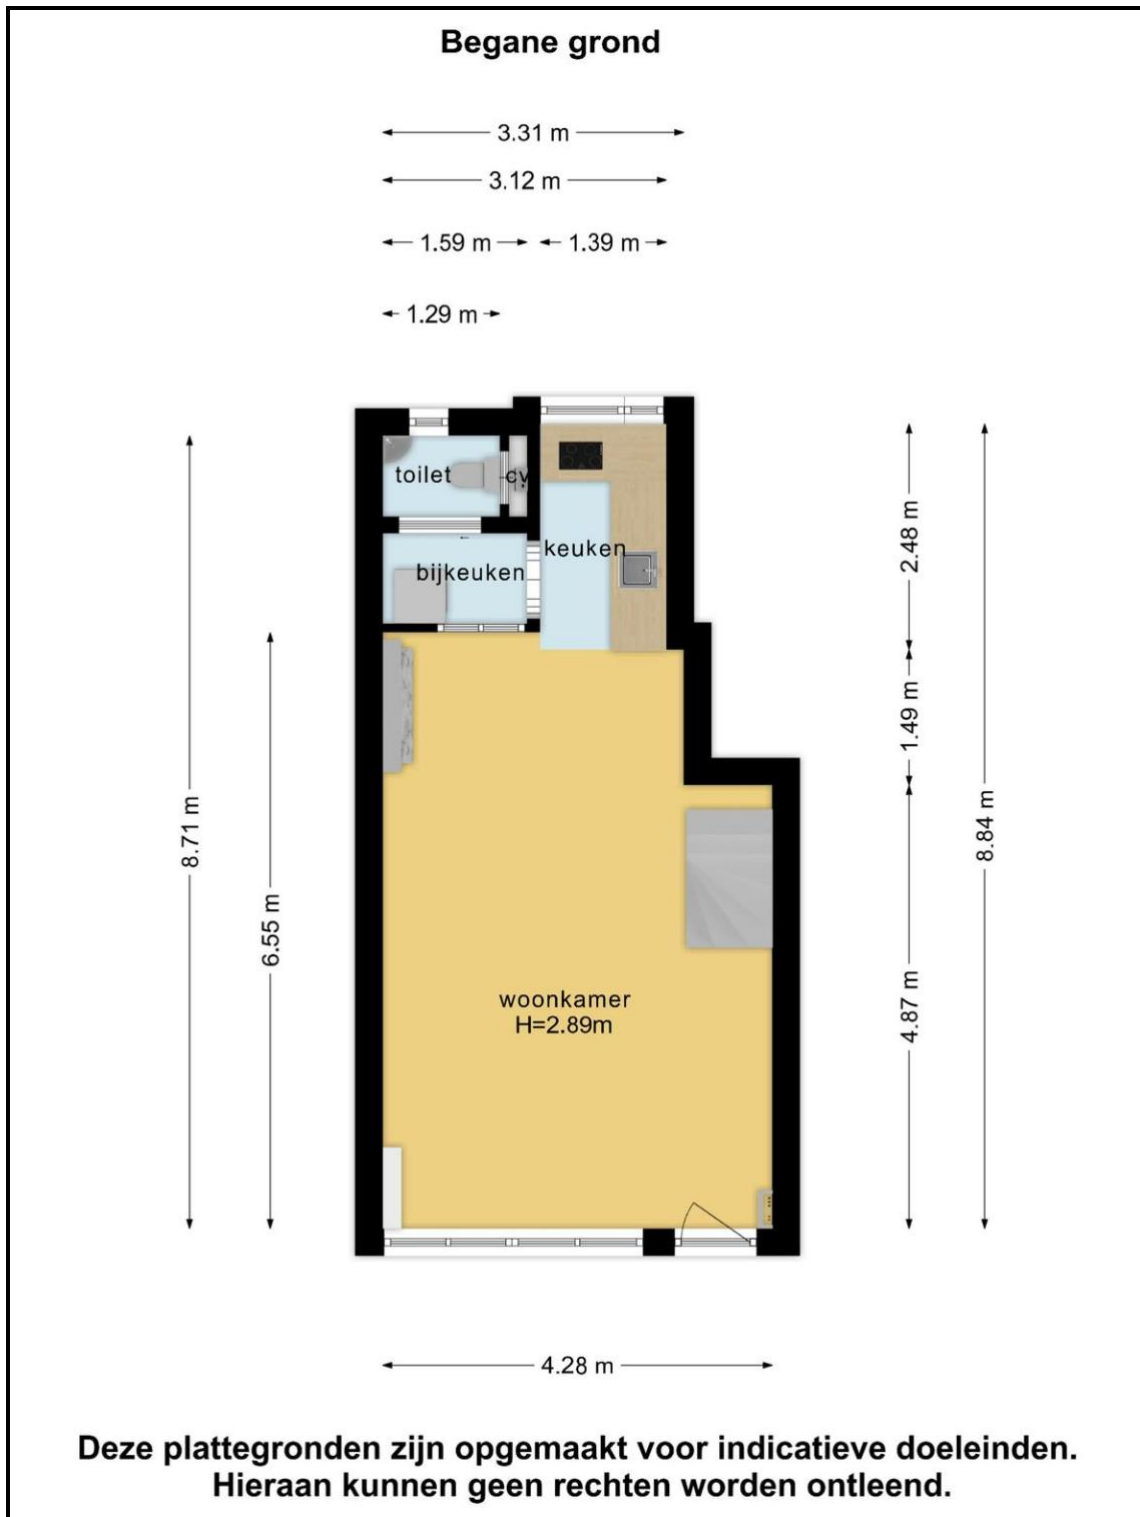 Begane grond
3.31 m
3.12 m
1.59 m 1.39 m
1.29 m
toilet cv
keuken
bijkeuken
2.48 m
1.49 m
8.71 m
8.84 m
6.55 m
4.87 m
woonkamer
H=2.89m
4.28 m
Deze plattegronden zijn opgemaakt voor indicatieve doeleinden.
Hieraan kunnen geen rechten worden ontleend.